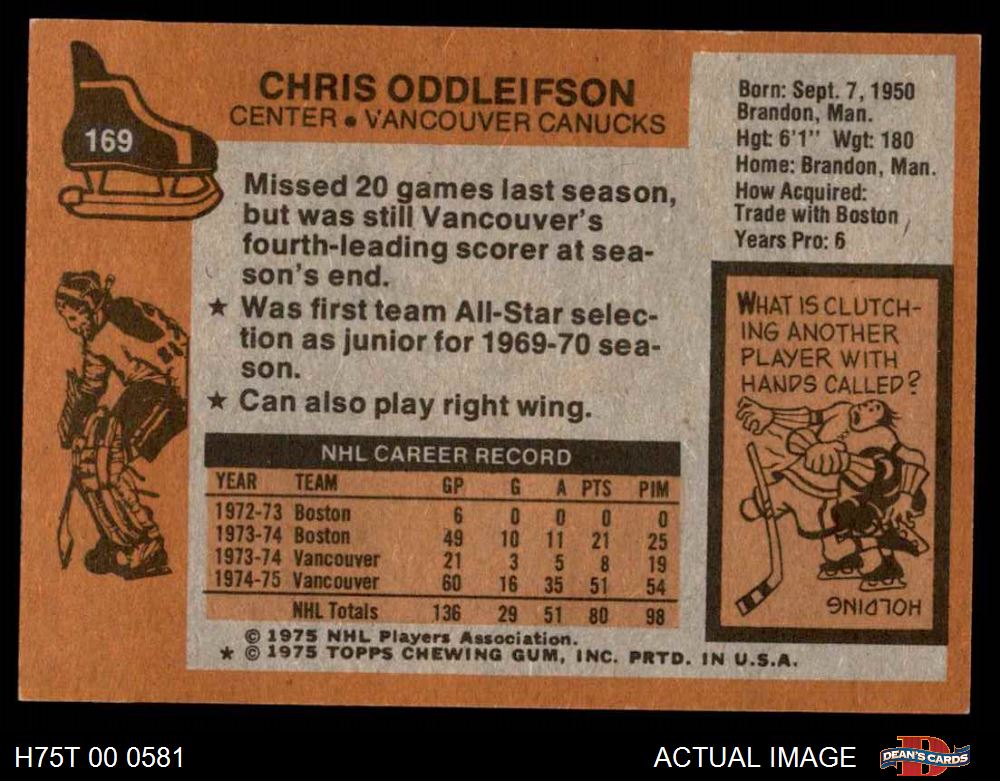 169
CHRIS ODDLEIFSON
CENTER • VANCOUVER CANUCKS
Born: Sept. 7, 1950
Brandon, Man.
Hgt: 6'1" Wgt: 180
Home: Brandon, Man.
How Acquired:
Trade with Boston
Years Pro: 6
Missed 20 games last season,
but was still Vancouver's
fourth-leading scorer at sea-
son's end.
★ Was first team All-Star selec-
tion as junior for 1969-70 sea-
son.
★ Can also play right wing.
WHAT IS CLUTCH-
ING ANOTHER
PLAYER WITH
HANDS CALLED?
HOLDING
NHL CAREER RECORD
YEAR TEAM GP G A PTS PIM
1972-73 Boston 6 0 0 0 0
1973-74 Boston 49 10 11 21 25
1973-74 Vancouver 21 3 5 8 19
1974-75 Vancouver 60 16 35 51 54
NHL Totals 136 29 51 80 98
© 1975 NHL Players Association.
★ © 1975 TOPPS CHEWING GUM, INC. PRTD. IN U.S.A.
H75T 00 0581
ACTUAL IMAGE
D
DEAN'S CARDS